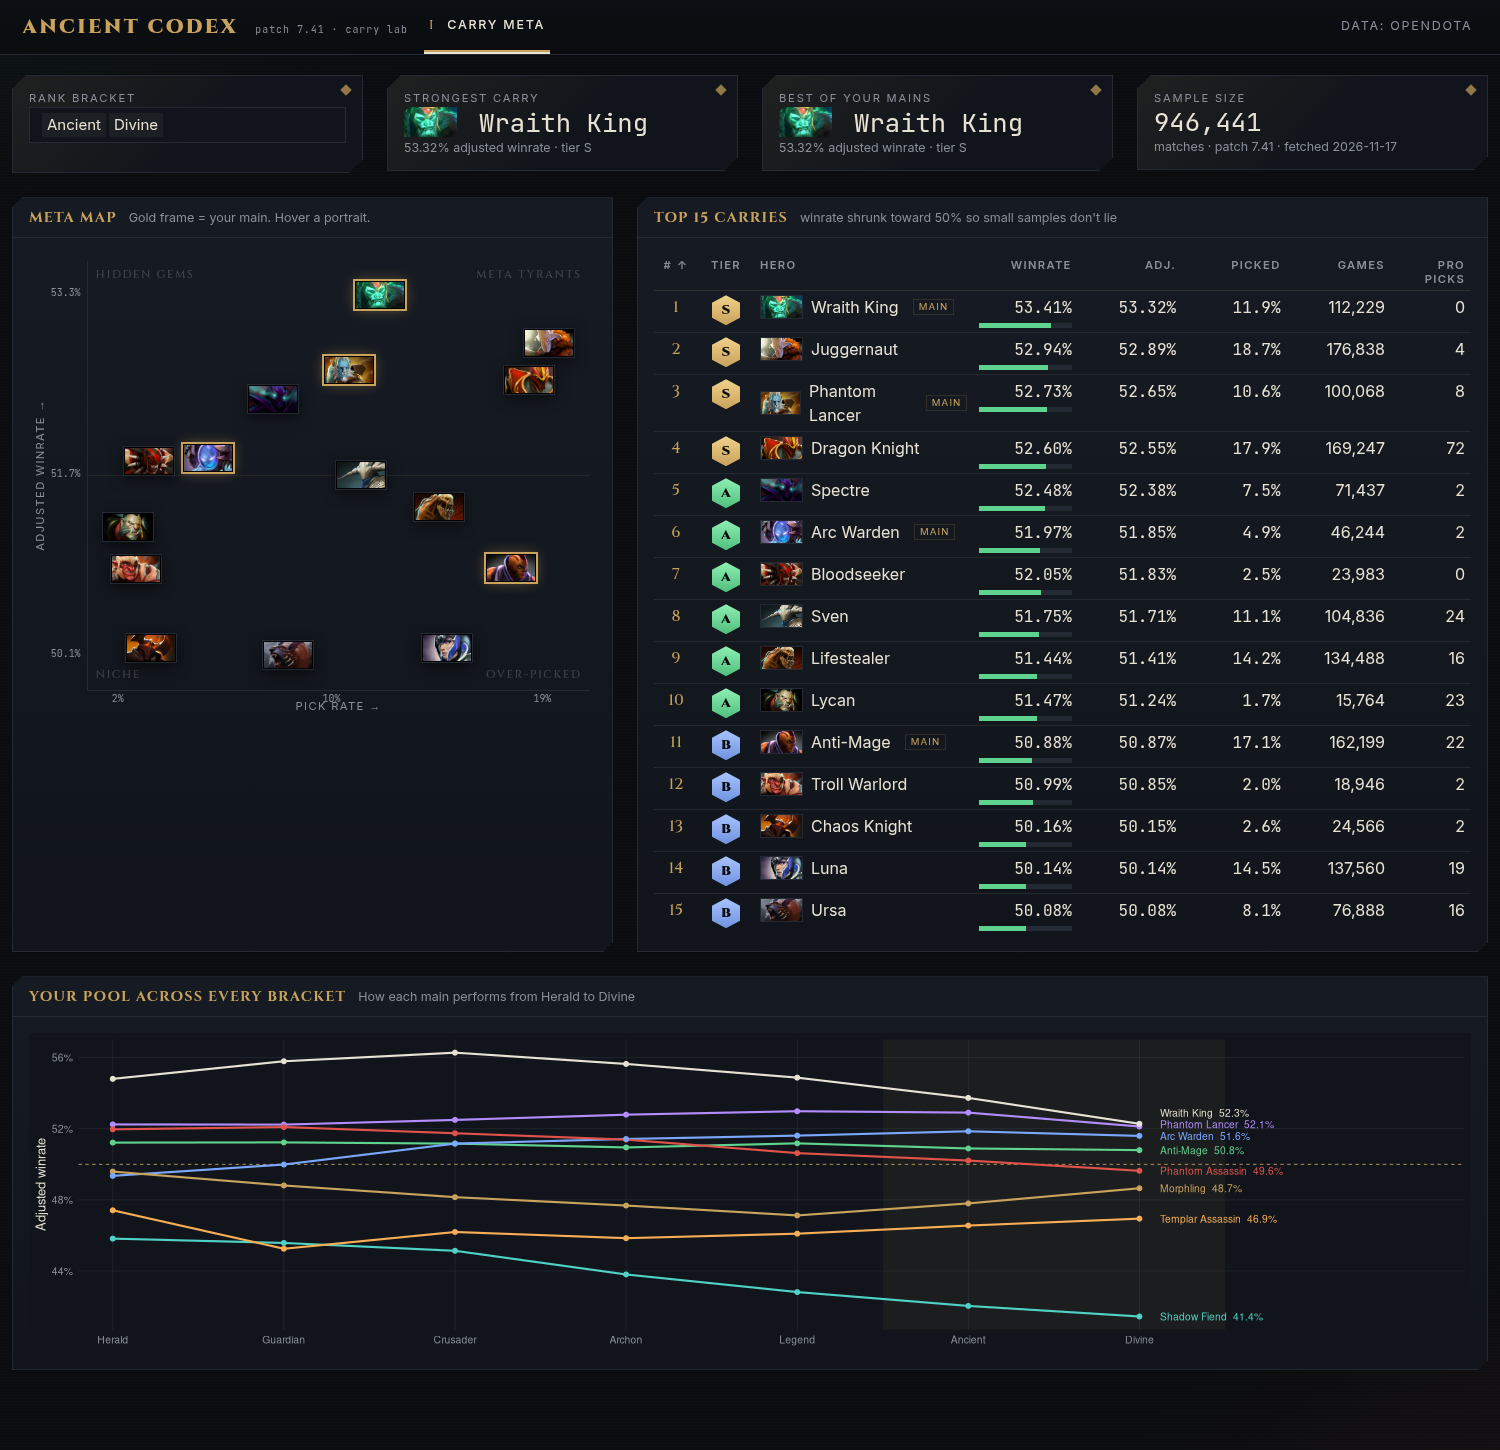 ANCIENT CODEX patch 7.41 · carry lab I CARRY META DATA: OPENDOTA
RANK BRACKET
Ancient Divine
STRONGEST CARRY
Wraith King
53.32% adjusted winrate · tier S
BEST OF YOUR MAINS
Wraith King
53.32% adjusted winrate · tier S
SAMPLE SIZE
946,441
matches · patch 7.41 · fetched 2026-11-17
META MAP Gold frame = your main. Hover a portrait.
HIDDEN GEMS META TYRANTS
53.3%
ADJUSTED WINRATE →
51.7%
50.1%
NICHE OVER-PICKED
2% 10% 19%
PICK RATE →
TOP 15 CARRIES winrate shrunk toward 50% so small samples don't lie
# ↑ TIER HERO WINRATE ADJ. PICKED GAMES PRO PICKS
1 S Wraith King MAIN 53.41% 53.32% 11.9% 112,229 0
2 S Juggernaut 52.94% 52.89% 18.7% 176,838 4
3 S Phantom Lancer MAIN 52.73% 52.65% 10.6% 100,068 8
4 S Dragon Knight 52.60% 52.55% 17.9% 169,247 72
5 A Spectre 52.48% 52.38% 7.5% 71,437 2
6 A Arc Warden MAIN 51.97% 51.85% 4.9% 46,244 2
7 A Bloodseeker 52.05% 51.83% 2.5% 23,983 0
8 A Sven 51.75% 51.71% 11.1% 104,836 24
9 A Lifestealer 51.44% 51.41% 14.2% 134,488 16
10 A Lycan 51.47% 51.24% 1.7% 15,764 23
11 B Anti-Mage MAIN 50.88% 50.87% 17.1% 162,199 22
12 B Troll Warlord 50.99% 50.85% 2.0% 18,946 2
13 B Chaos Knight 50.16% 50.15% 2.6% 24,566 2
14 B Luna 50.14% 50.14% 14.5% 137,560 19
15 B Ursa 50.08% 50.08% 8.1% 76,888 16
YOUR POOL ACROSS EVERY BRACKET How each main performs from Herald to Divine
56%
52%
48%
44%
Adjusted winrate
Wraith King 52.3%
Phantom Lancer 52.1%
Arc Warden 51.6%
Anti-Mage 50.8%
Phantom Assassin 49.6%
Morphling 48.7%
Templar Assassin 46.9%
Shadow Fiend 41.4%
Herald Guardian Crusader Archon Legend Ancient Divine